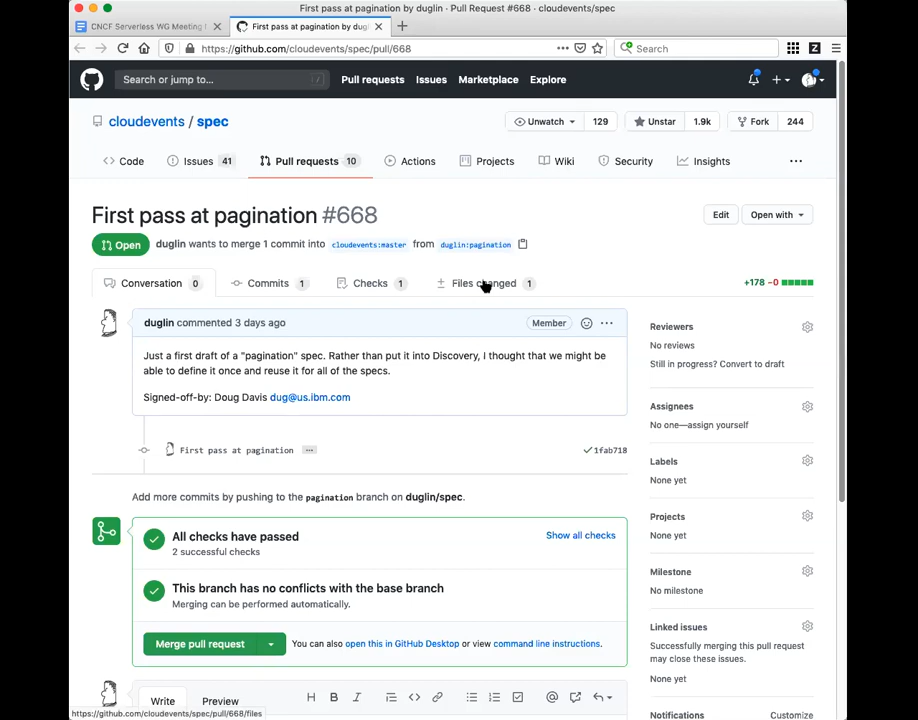 First pass at pagination by duglin · Pull Request #668 · cloudevents/spec
CNCF Serverless WG Meeting
First pass at pagination by dugl
https://github.com/cloudevents/spec/pull/668
Search
Search or jump to...
/
Pull requests
Issues
Marketplace
Explore
cloudevents / spec
Unwatch
129
Unstar
1.9k
Fork
244
Code
Issues 41
Pull requests 10
Actions
Projects
Wiki
Security
Insights
First pass at pagination #668
Edit
Open with
Open
duglin wants to merge 1 commit into cloudevents:master from duglin:pagination
Conversation 0
Commits 1
Checks 1
Files changed 1
+178 −0
duglin commented 3 days ago
Member
Just a first draft of a "pagination" spec. Rather than put it into Discovery, I thought that we might be
able to define it once and reuse it for all of the specs.
Signed-off-by: Doug Davis dug@us.ibm.com
First pass at pagination
1fab718
Add more commits by pushing to the pagination branch on duglin/spec.
All checks have passed
2 successful checks
Show all checks
This branch has no conflicts with the base branch
Merging can be performed automatically.
Merge pull request
You can also open this in GitHub Desktop or view command line instructions.
Write
Preview
H B I
Reviewers
No reviews
Still in progress? Convert to draft
Assignees
No one—assign yourself
Labels
None yet
Projects
None yet
Milestone
No milestone
Linked issues
Successfully merging this pull request
may close these issues.
None yet
Notifications
Customize
https://github.com/cloudevents/spec/pull/668/files